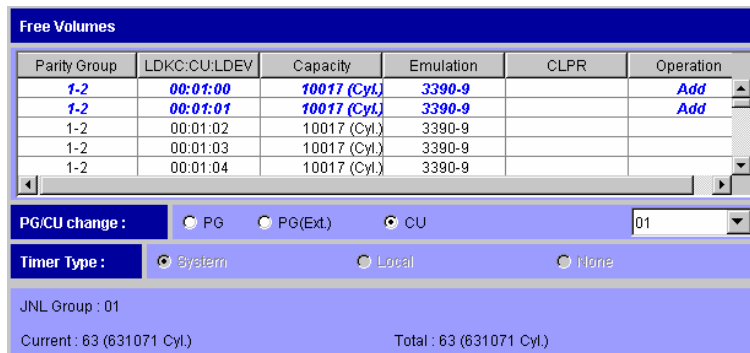 Free Volumes
Parity Group LDKC:CU:LDEV Capacity Emulation CLPR Operation
1-2 00:01:00 10017 (Cyl.) 3390-9 Add
1-2 00:01:01 10017 (Cyl.) 3390-9 Add
1-2 00:01:02 10017 (Cyl.) 3390-9
1-2 00:01:03 10017 (Cyl.) 3390-9
1-2 00:01:04 10017 (Cyl.) 3390-9
PG/CU change : PG PG(Ext.) CU 01
Timer Type : System Local None
JNL Group : 01
Current : 63 (631071 Cyl.) Total : 63 (631071 Cyl.)